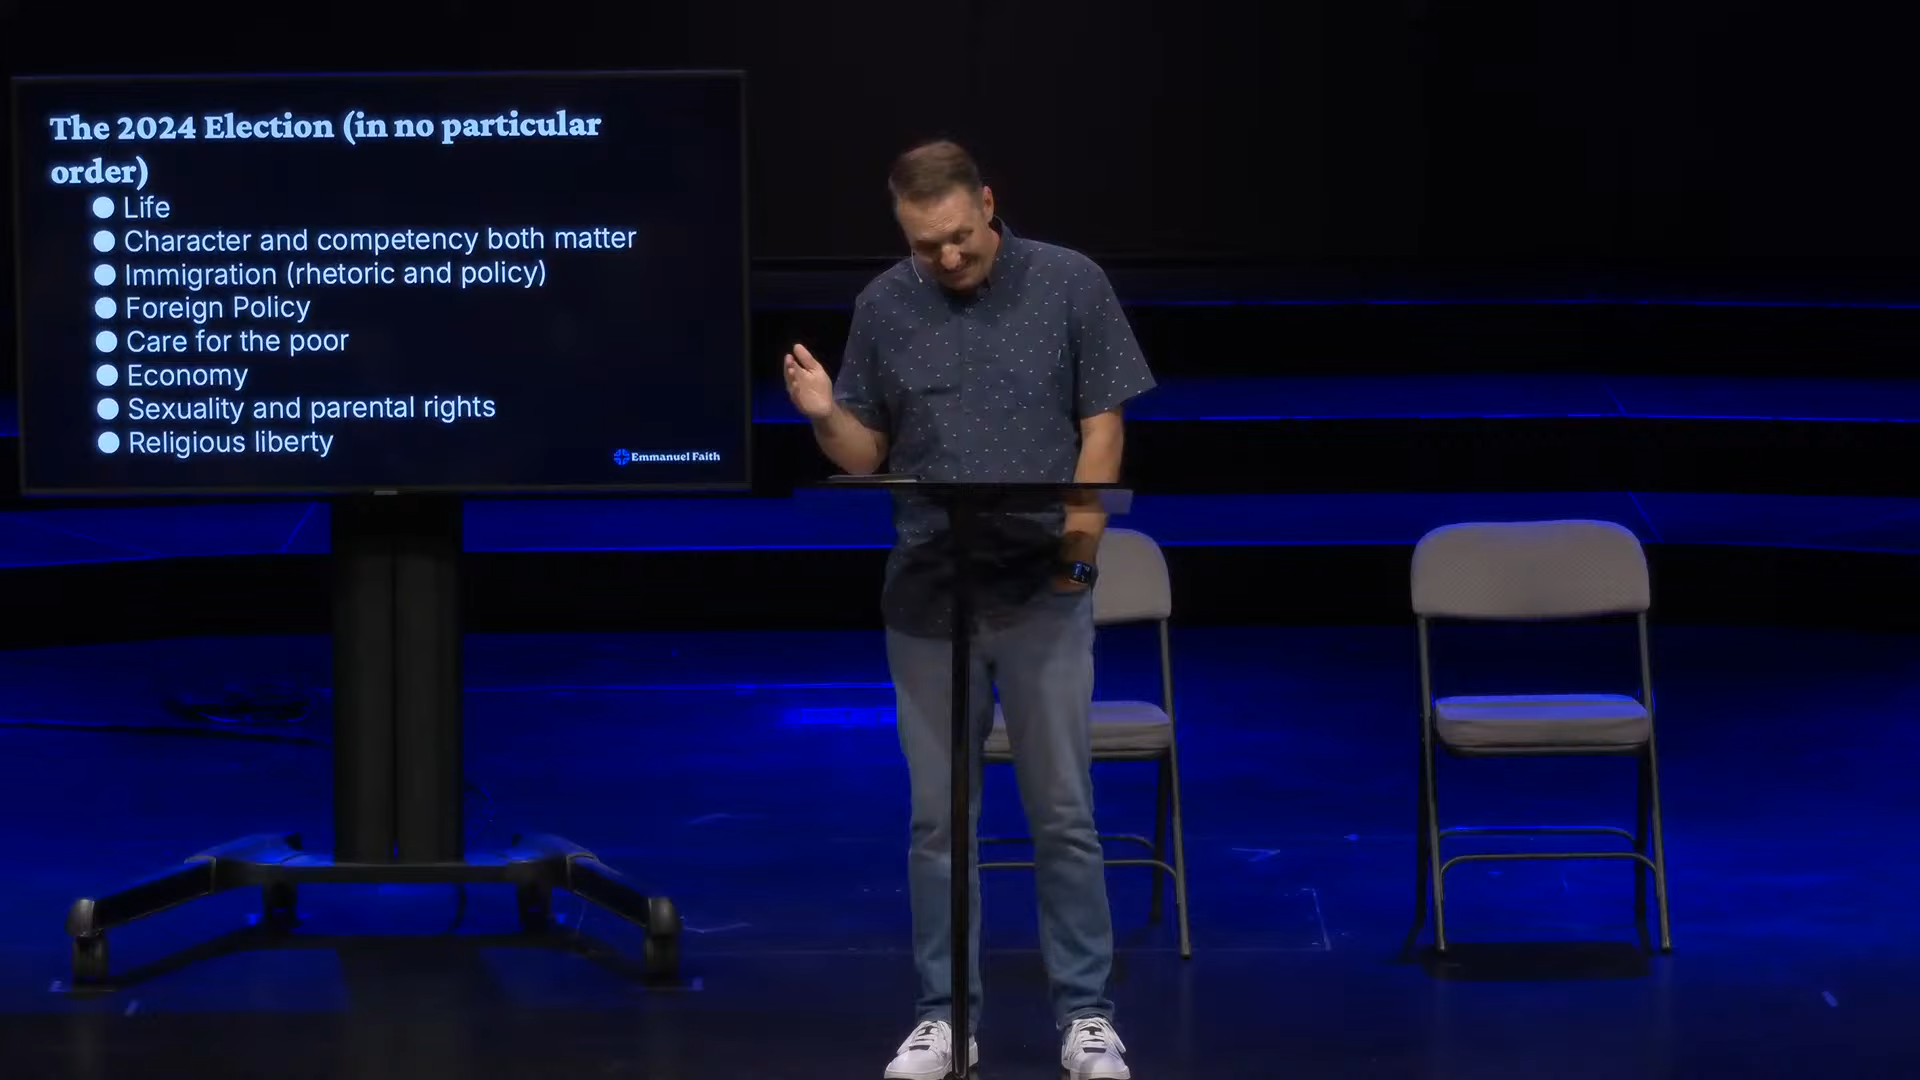 The 2024 Election (in no particular
order)
● Life
● Character and competency both matter
● Immigration (rhetoric and policy)
● Foreign Policy
● Care for the poor
● Economy
● Sexuality and parental rights
● Religious liberty
Emmanuel Faith